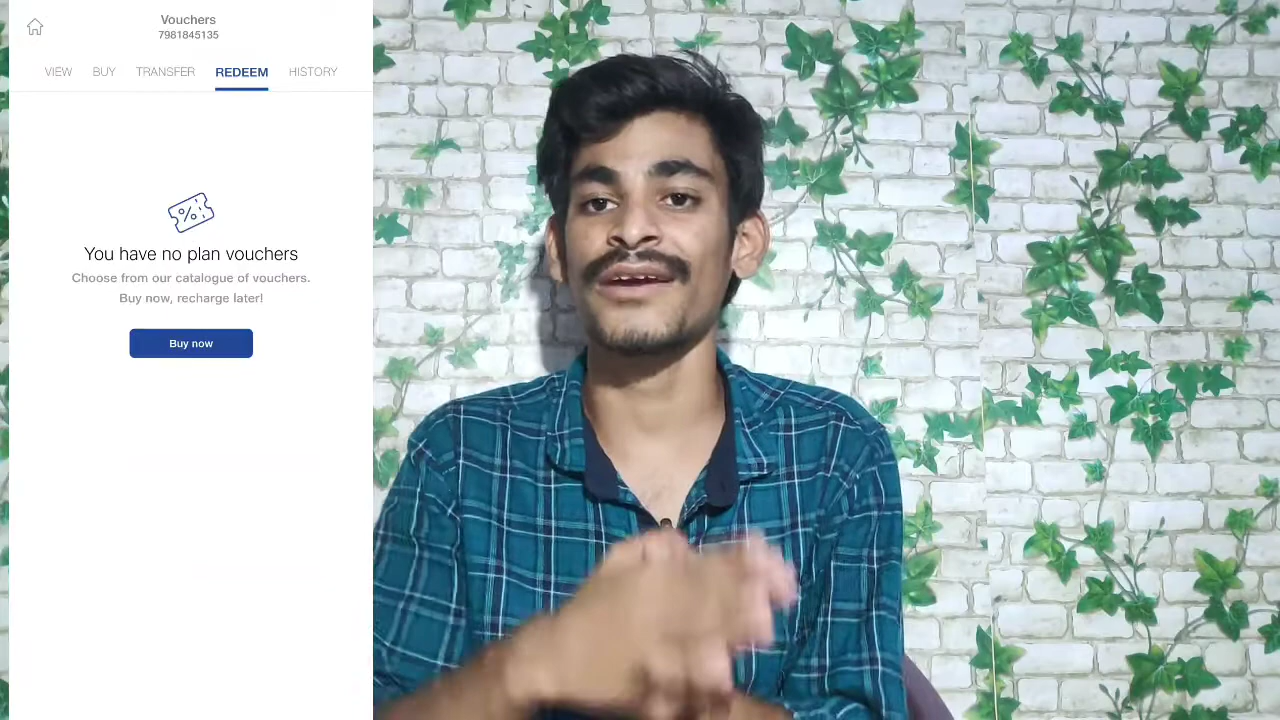 Vouchers
7981845135
VIEW BUY TRANSFER REDEEM HISTORY
You have no plan vouchers
Choose from our catalogue of vouchers.
Buy now, recharge later!
Buy now